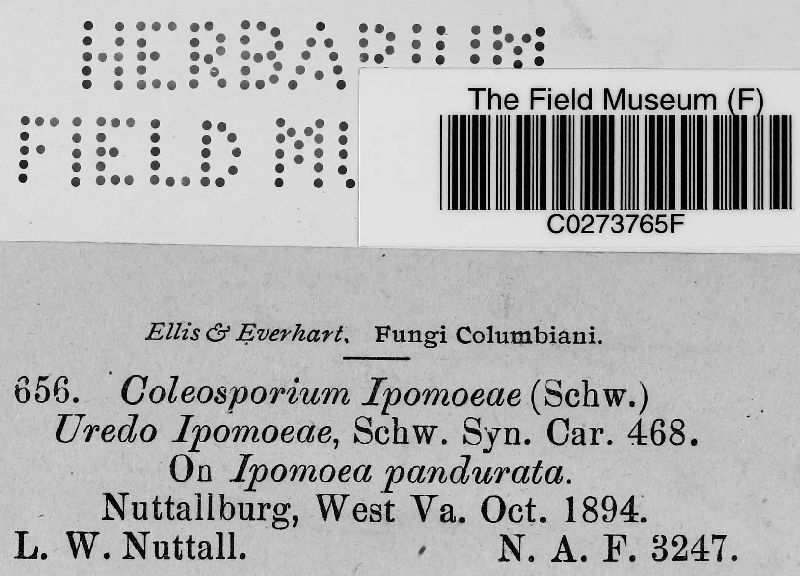 HERBARIUM
FIELD MU
The Field Museum (F)
C0273765F
Ellis & Everhart. Fungi Columbiani.
656. Coleosporium Ipomoeae (Schw.)
Uredo Ipomoeae, Schw. Syn. Car. 468.
On Ipomoea pandurata.
Nuttallburg, West Va. Oct. 1894.
L. W. Nuttall. N. A. F. 3247.